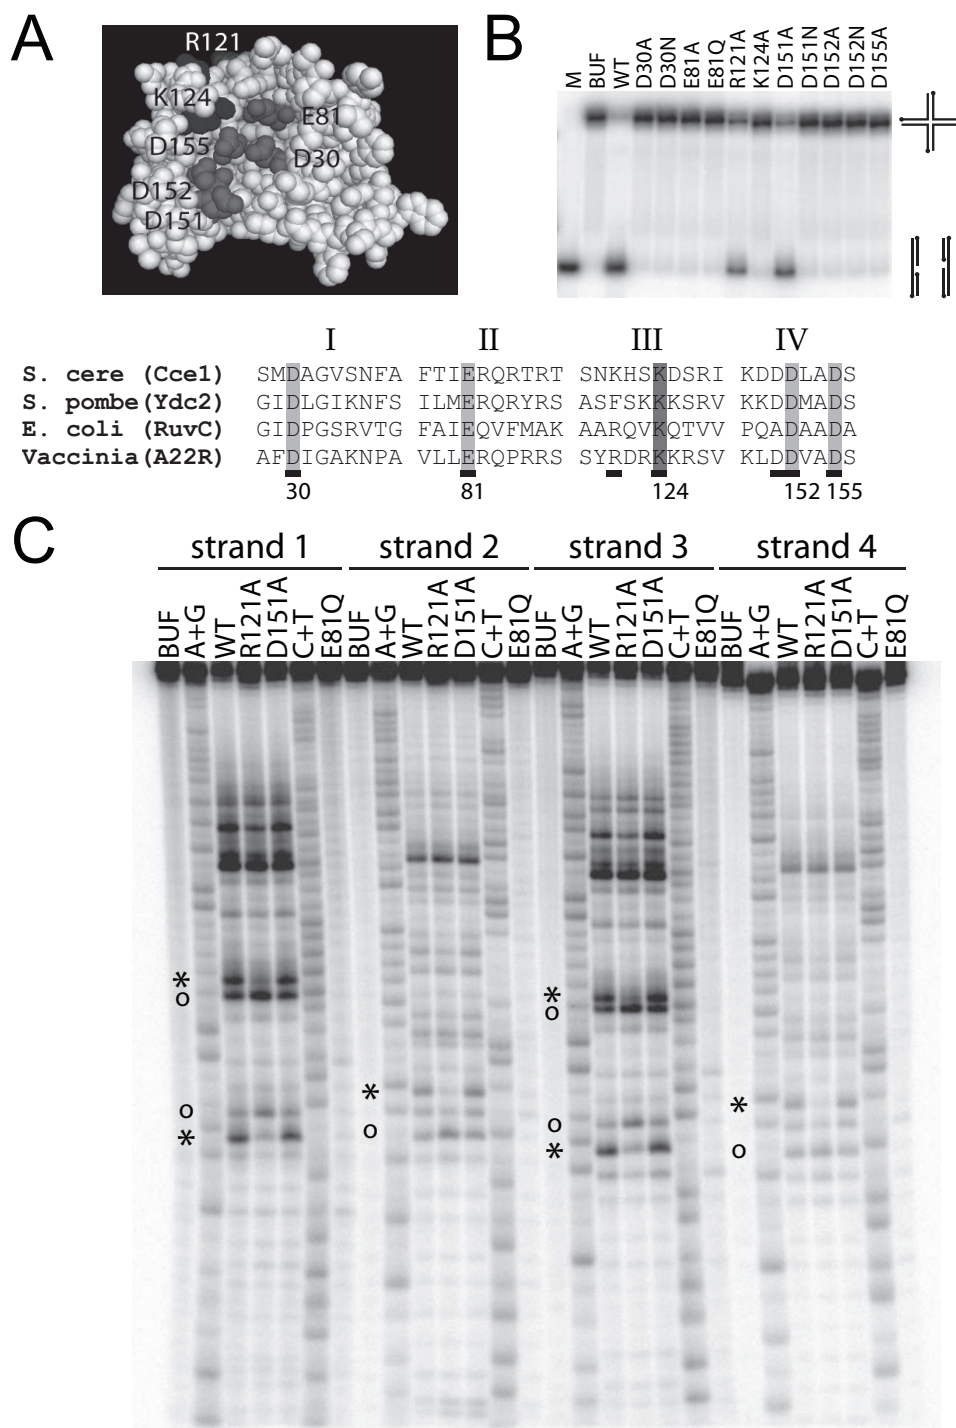 A
R121
K124
E81
D155
D30
D152
D151
B
M BUF WT D30A D30N E81A E81Q R121A K124A D151A D151N D152A D152N D155A
I II III IV
S. cere (Cce1) SMDAGVSNFA FTIERQRTRT SNKHSKDSRI KDDDLADS
S. pombe(Ydc2) GIDLGIKNFS ILMERQRYRS ASFSKKKSRV KKDDMADS
E. coli (RuvC) GIDPGSRVTG FAIEQVFMAK AARQVKQTVV PQADAADA
Vaccinia(A22R) AFDIGAKNPA VLLERQPRRS SYRDRKKRSV KLDDVADS
30 81 124 152 155
C
strand 1 strand 2 strand 3 strand 4
BUF A+G WT R121A D151A C+T E81Q BUF A+G WT R121A D151A C+T E81Q BUF A+G WT R121A D151A C+T E81Q BUF A+G WT R121A D151A C+T E81Q
* *
o o
* *
o o
o o
* * o